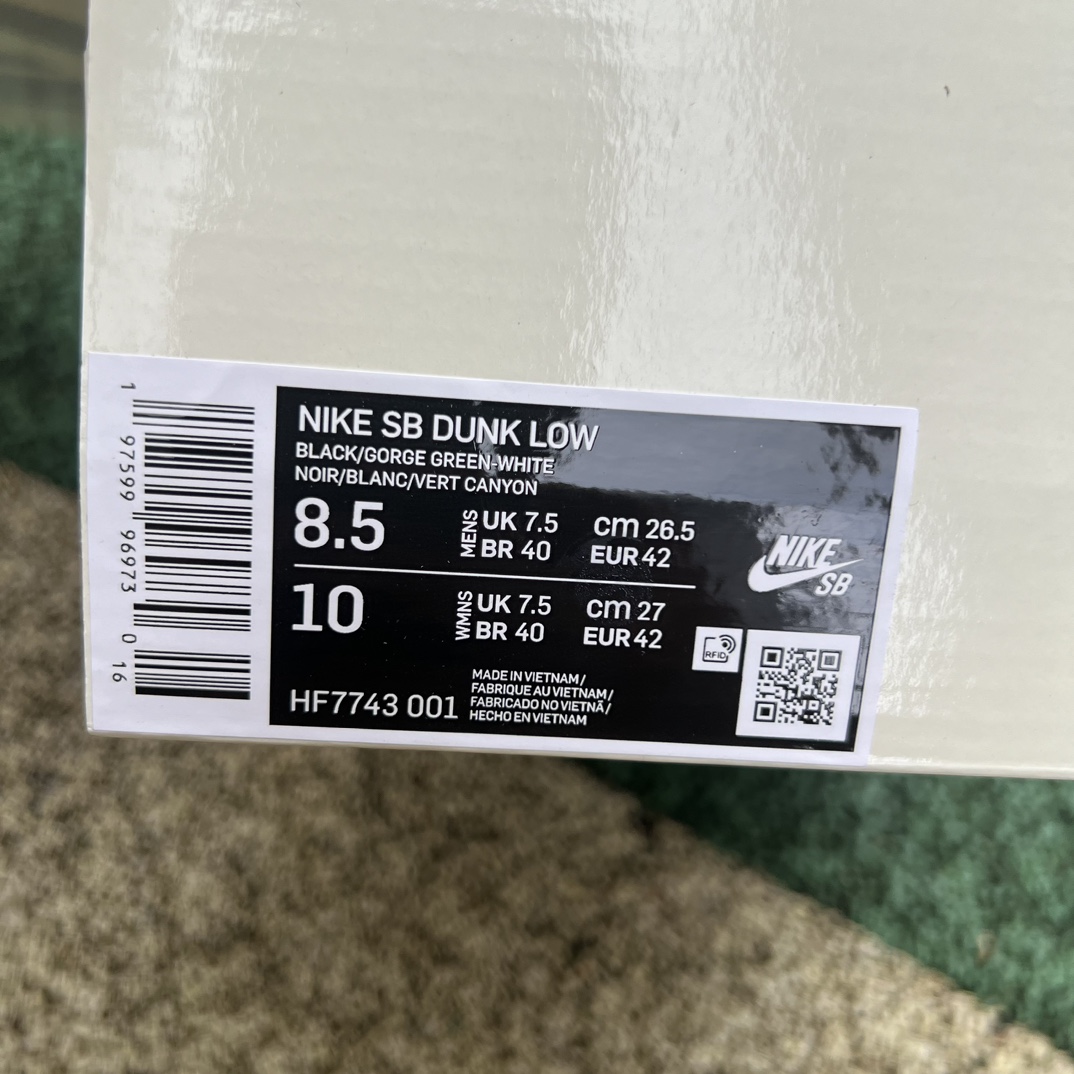 1 97599 96973 0 16
NIKE SB DUNK LOW
BLACK/GORGE GREEN-WHITE
NOIR/BLANC/VERT CANYON
8.5 MENS UK 7.5 cm 26.5
BR 40 EUR 42
10 WMNS UK 7.5 cm 27
BR 40 EUR 42
NIKE
SB
RFID
HF7743 001
MADE IN VIETNAM/
FABRIQUE AU VIETNAM/
FABRICADO NO VIETNÃ/
HECHO EN VIETNAM